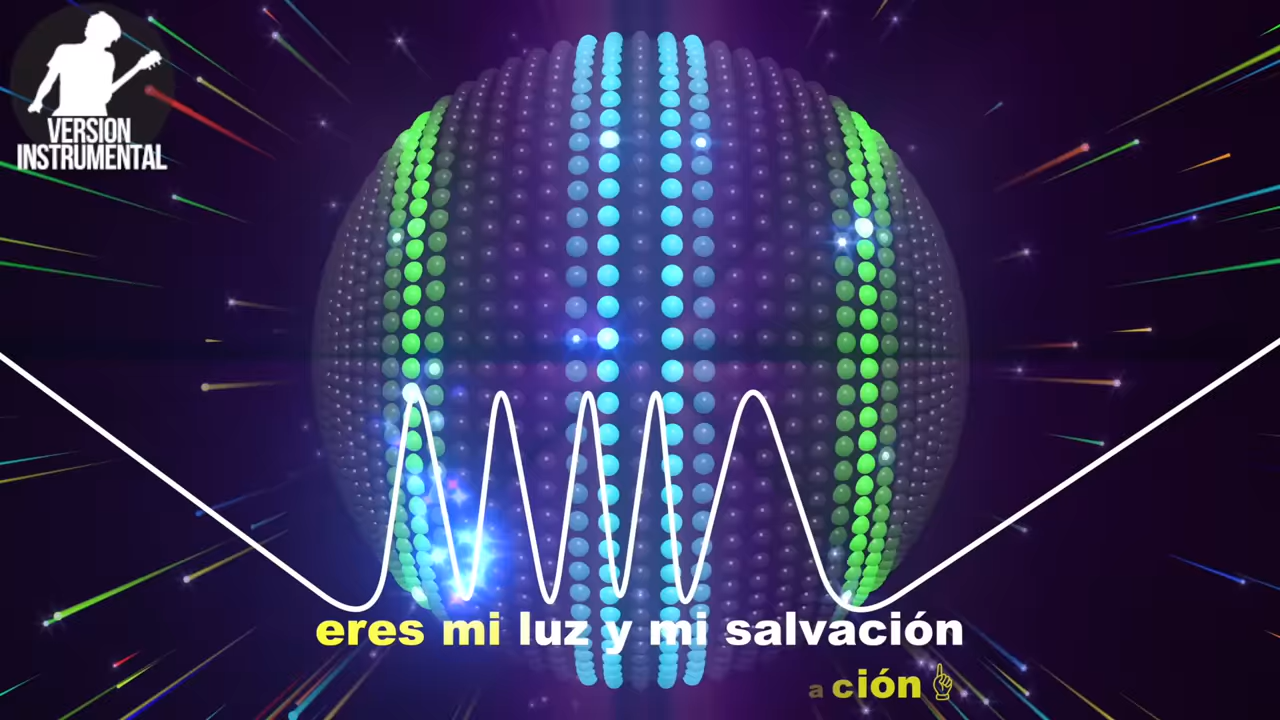 VERSION
INSTRUMENTAL
eres mi luz y mi salvación
a ción